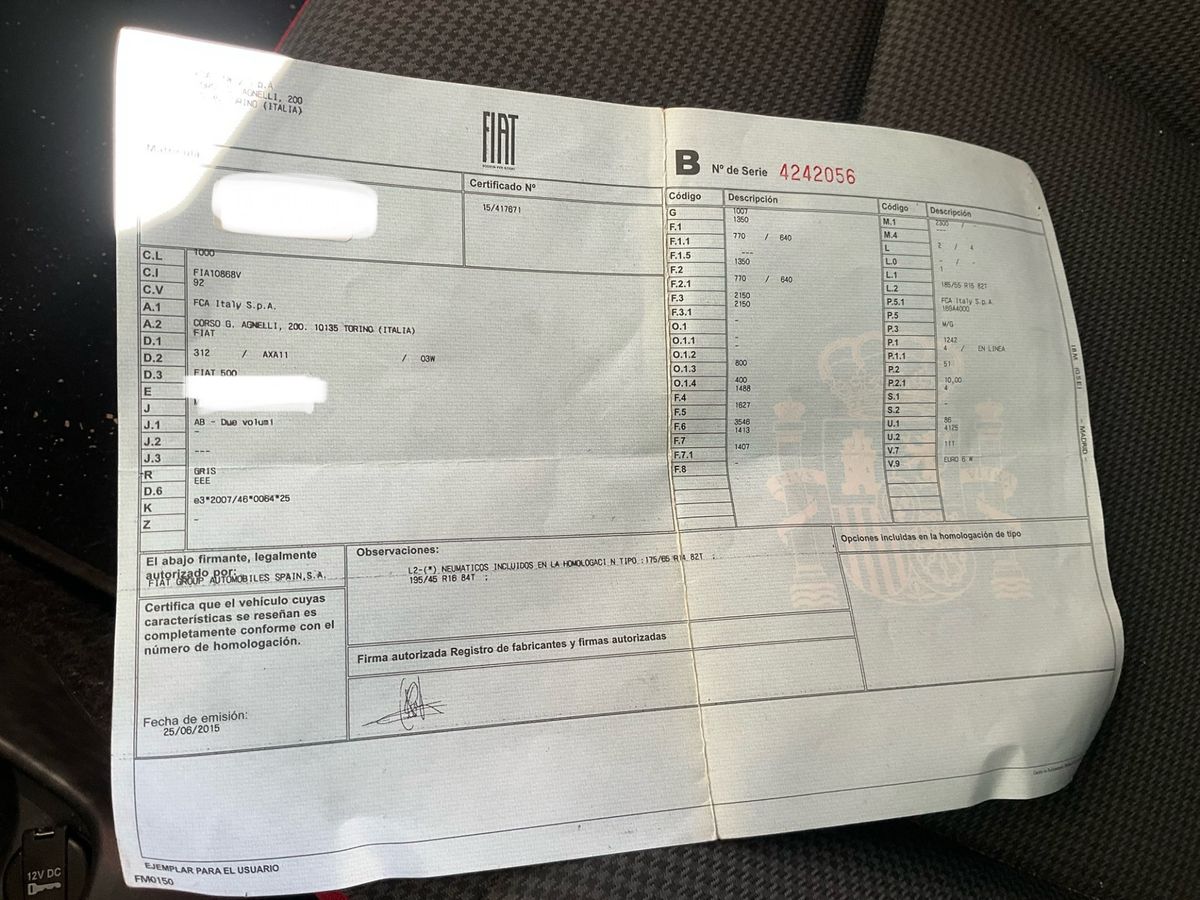 AGNELLI, 200
(ITALIA)
Matrícula
FIAT
Certificado Nº
15/417671
B Nº de Serie 4242056
C.L 1000
C.I FIA10868V
C.V 92
A.1 FCA Italy S.p.A.
A.2 CORSO G. AGNELLI, 200. 10135 TORINO (ITALIA)
D.1 FIAT
D.2 312 / AXA11 / 03W
D.3 FIAT 500
E
J
J.1 AB - Due volumi
J.2 -
J.3 ---
R GRIS
D.6 EEE
K e3*2007/46*0064*25
Z -
Código Descripción
G 1007
F.1 1350
F.1.1 770 / 640
F.1.5 ---
F.2 1350
F.2.1 770 / 640
F.3 2150
F.3.1 2150
O.1 -
O.1.1 -
O.1.2 -
O.1.3 800
O.1.4 400
F.4 1488
F.5 1627
F.6 3546
F.7 1413
F.7.1 1407
F.8 -
Código Descripción
M.1 2300 / -
M.4 ---
L 2 / 4
L.0 - / -
L.1 1
L.2 185/55 R15 82T
P.5.1 FCA Italy S.p.A.
P.5 169A4000
P.3 M/G
P.1 1242
P.1.1 4 / EN LINEA
P.2 51
P.2.1 10,00
S.1 4
S.2 -
U.1 86
U.2 4125
V.7 111
V.9 EURO 6 W
El abajo firmante, legalmente
autorizado por:
FIAT GROUP AUTOMOBILES SPAIN,S.A.
Certifica que el vehículo cuyas
características se reseñan es
completamente conforme con el
número de homologación.
Fecha de emisión:
25/06/2015
Observaciones:
L2-(*) NEUMATICOS INCLUIDOS EN LA HOMOLOGACI N TIPO :175/65 R14 82T ;
195/45 R16 84T ;
Firma autorizada Registro de fabricantes y firmas autorizadas
Opciones incluidas en la homologación de tipo
EJEMPLAR PARA EL USUARIO
FM0150
MADRID
12V DC